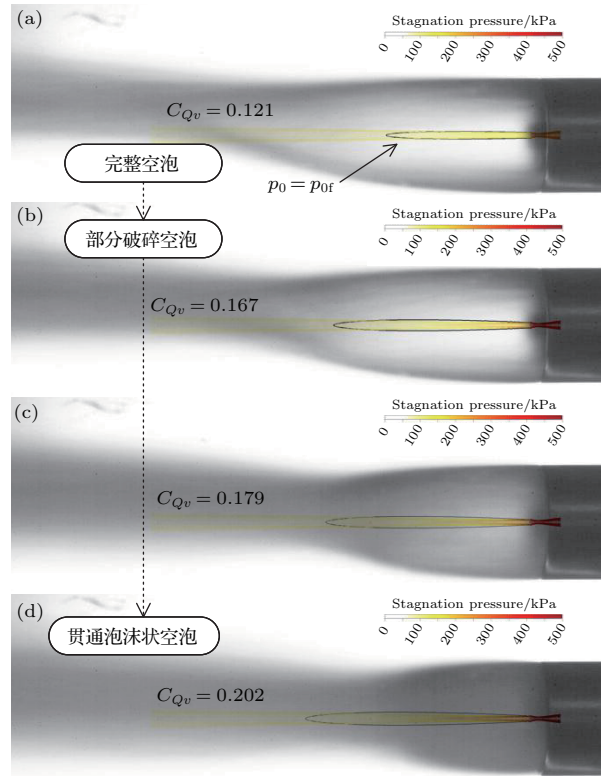 (a)
Stagnation pressure/kPa
0 100 200 300 400 500
C_{Qv} = 0.121
完整空泡
p_0 = p_{0f}
(b)
部分破碎空泡
Stagnation pressure/kPa
0 100 200 300 400 500
C_{Qv} = 0.167
(c)
Stagnation pressure/kPa
0 100 200 300 400 500
C_{Qv} = 0.179
(d)
Stagnation pressure/kPa
0 100 200 300 400 500
贯通泡沫状空泡
C_{Qv} = 0.202